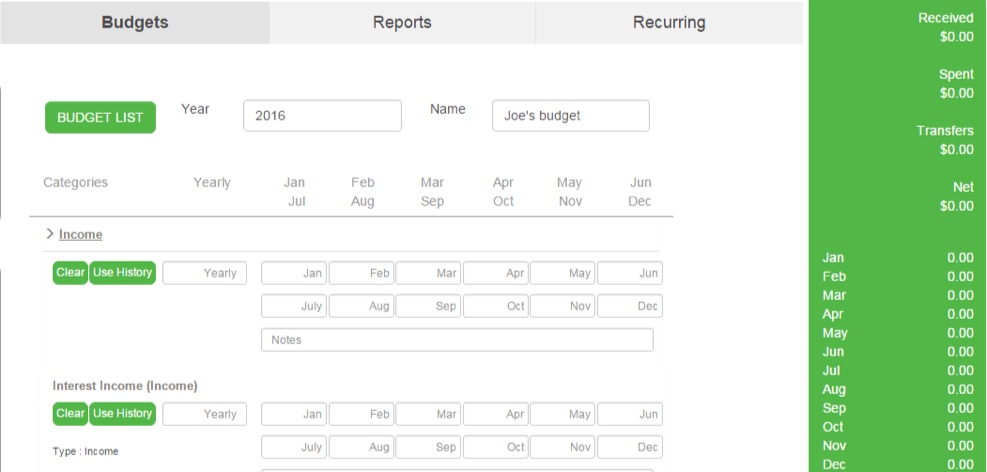 Budgets Reports Recurring
BUDGET LIST Year 2016 Name Joe's budget
Categories Yearly Jan Feb Mar Apr May Jun
Jul Aug Sep Oct Nov Dec
Income
Clear Use History Yearly Jan Feb Mar Apr May Jun
July Aug Sep Oct Nov Dec
Notes
Interest Income (Income)
Clear Use History Yearly Jan Feb Mar Apr May Jun
Type : Income July Aug Sep Oct Nov Dec
Received
$0.00
Spent
$0.00
Transfers
$0.00
Net
$0.00
Jan 0.00
Feb 0.00
Mar 0.00
Apr 0.00
May 0.00
Jun 0.00
Jul 0.00
Aug 0.00
Sep 0.00
Oct 0.00
Nov 0.00
Dec 0.00